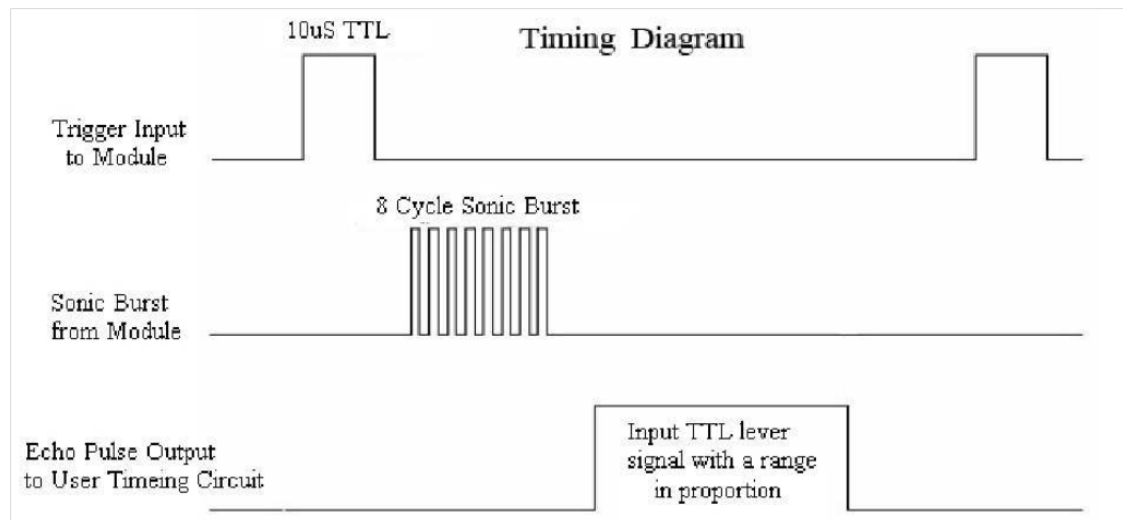 10uS TTL
Timing Diagram
Trigger Input
to Module
8 Cycle Sonic Burst
Sonic Burst
from Module
Echo Pulse Output
to User Timeing Circuit
Input TTL lever
signal with a range
in proportion